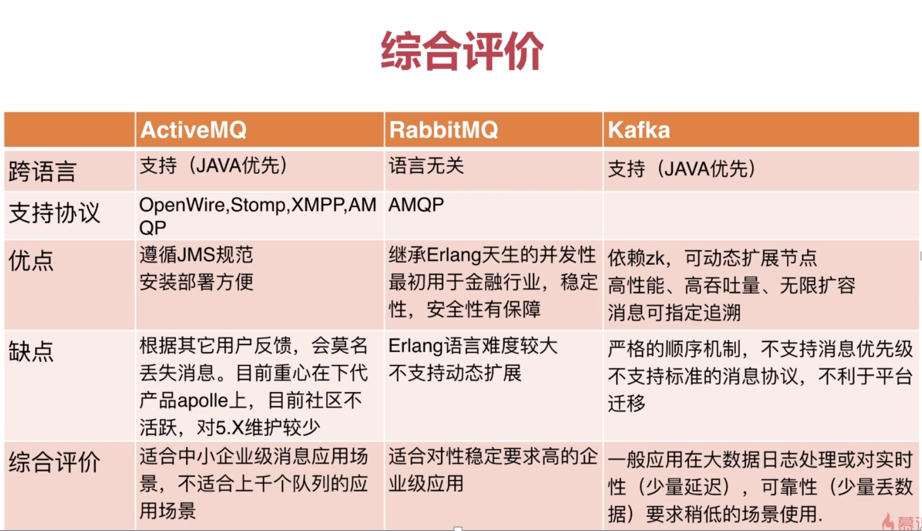 综合评价
ActiveMQ RabbitMQ Kafka
跨语言 支持（JAVA优先） 语言无关 支持（JAVA优先）
支持协议 OpenWire,Stomp,XMPP,AM
QP
AMQP
优点
遵循JMS规范
安装部署方便
继承Erlang天生的并发性
最初用于金融行业，稳定
性，安全性有保障
依赖zk，可动态扩展节点
高性能、高吞吐量、无限扩容
消息可指定追溯
缺点
根据其它用户反馈，会莫名
丢失消息。目前重心在下代
产品apolle上，目前社区不
活跃，对5.X维护较少
Erlang语言难度较大
不支持动态扩展
严格的顺序机制，不支持消息优先级
不支持标准的消息协议，不利于平台
迁移
综合评价
适合中小企业级消息应用场
景，不适合上千个队列的应
用场景
适合对性稳定要求高的企
业级应用
一般应用在大数据日志处理或对实时
性（少量延迟），可靠性（少量丢数
据）要求稍低的场景使用.